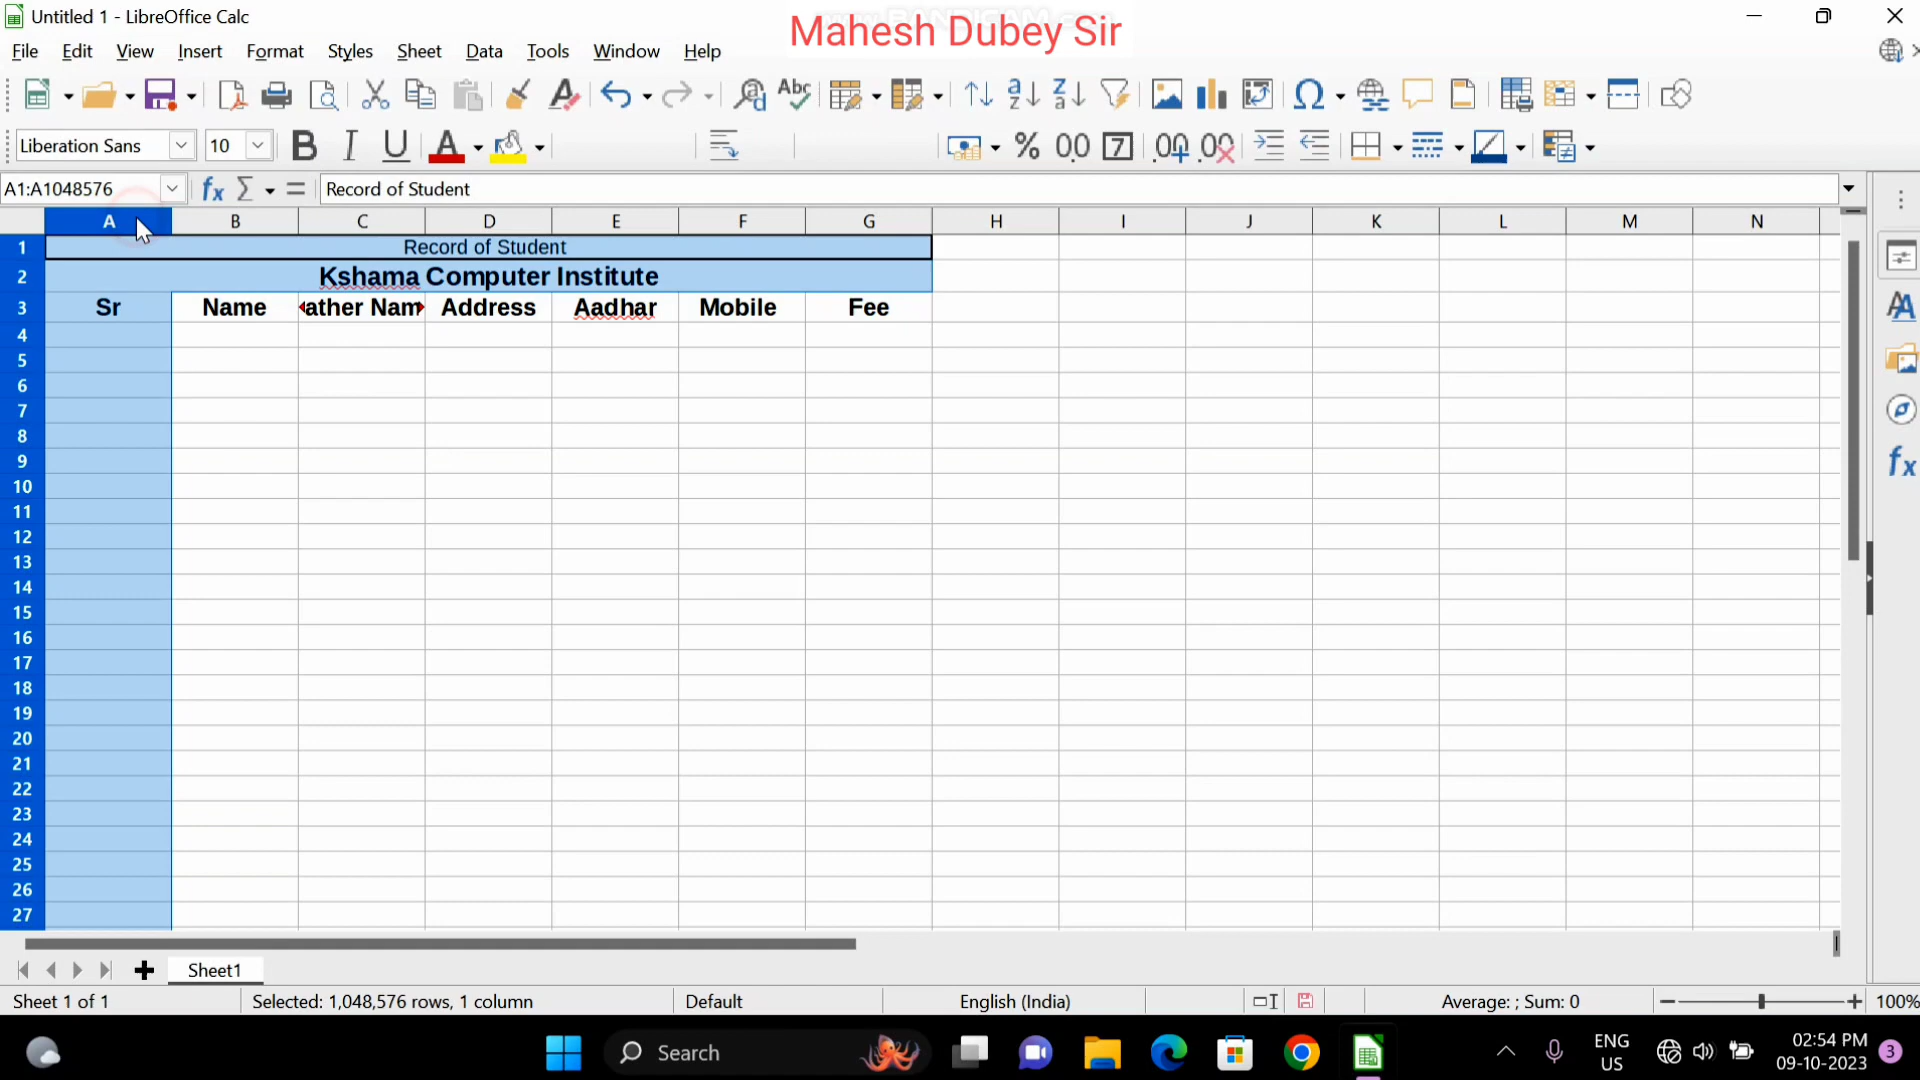 Untitled 1 - LibreOffice Calc
Mahesh Dubey Sir
File Edit View Insert Format Styles Sheet Data Tools Window Help
Liberation Sans 10
A1:A1048576 Record of Student
A B C D E F G H I J K L M N
1 Record of Student
2 Kshama Computer Institute
3 Sr Name ather Nam Address Aadhar Mobile Fee
4
5
6
7
8
9
10
11
12
13
14
15
16
17
18
19
20
21
22
23
24
25
26
27
Sheet1
Sheet 1 of 1 Selected: 1,048,576 rows, 1 column Default English (India) Average: ; Sum: 0 100%
Search ENG US 02:54 PM 09-10-2023 3